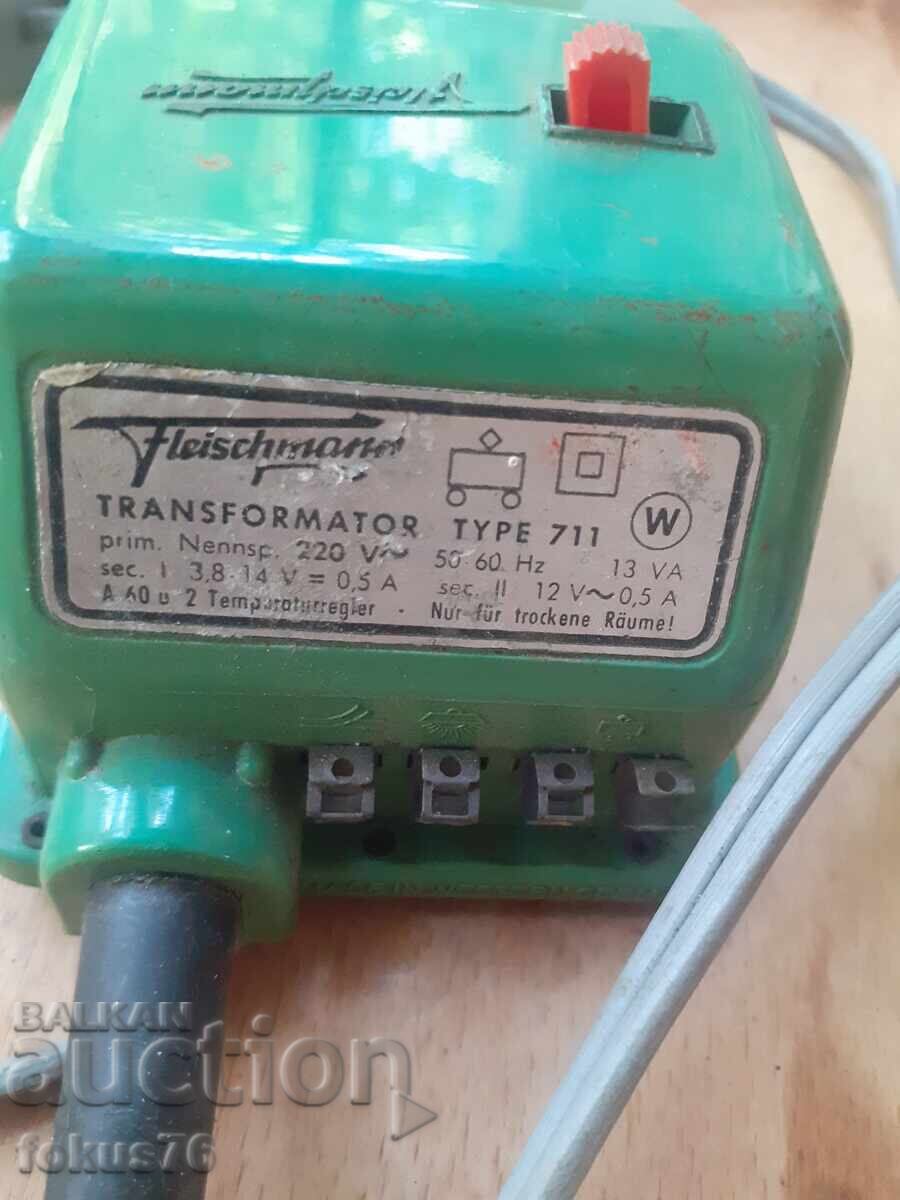 Fleischmann
Fleischmann
TRANSFORMATOR TYPE 711 W
prim. Nennsp. 220 V~ 50-60 Hz 13 VA
sec. I 3,8-14 V = 0,5 A sec. II 12 V~0,5 A
A 60 u 2 Temperaturregler - Nur für trockene Räume!
BALKAN
auction
fokus76